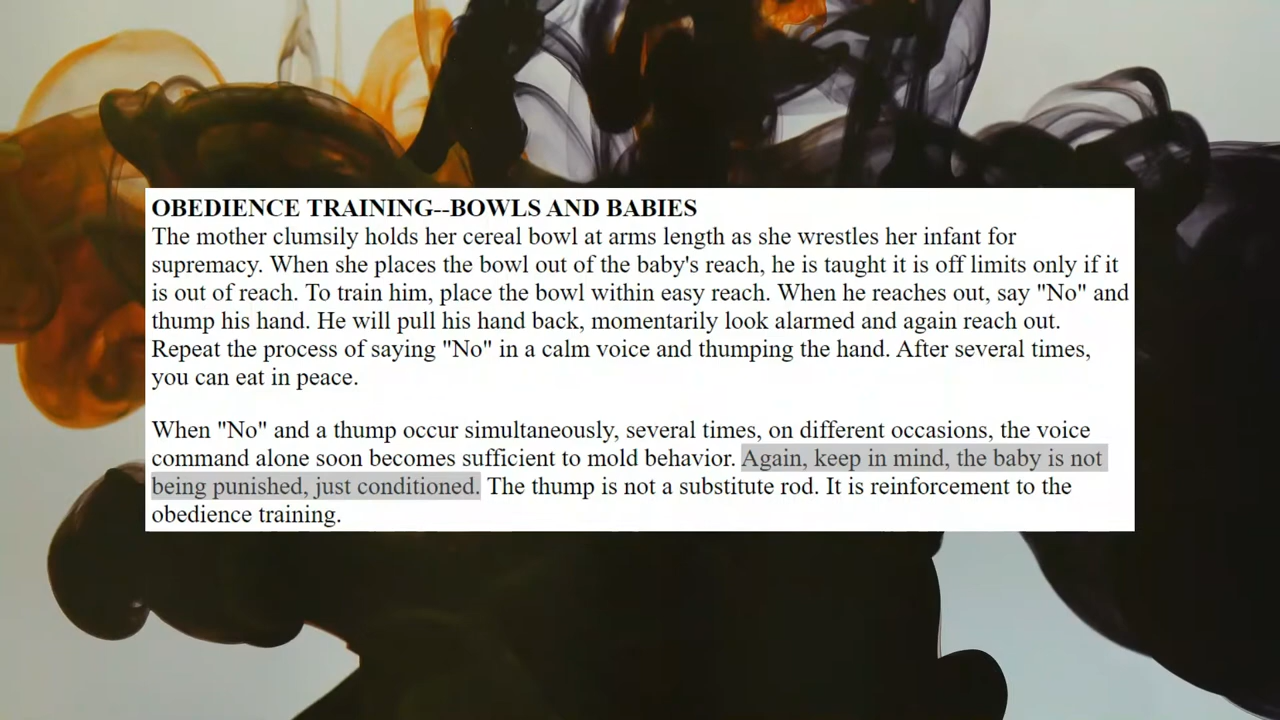 OBEDIENCE TRAINING--BOWLS AND BABIES
The mother clumsily holds her cereal bowl at arms length as she wrestles her infant for
supremacy. When she places the bowl out of the baby's reach, he is taught it is off limits only if it
is out of reach. To train him, place the bowl within easy reach. When he reaches out, say "No" and
thump his hand. He will pull his hand back, momentarily look alarmed and again reach out.
Repeat the process of saying "No" in a calm voice and thumping the hand. After several times,
you can eat in peace.
When "No" and a thump occur simultaneously, several times, on different occasions, the voice
command alone soon becomes sufficient to mold behavior. Again, keep in mind, the baby is not
being punished, just conditioned. The thump is not a substitute rod. It is reinforcement to the
obedience training.